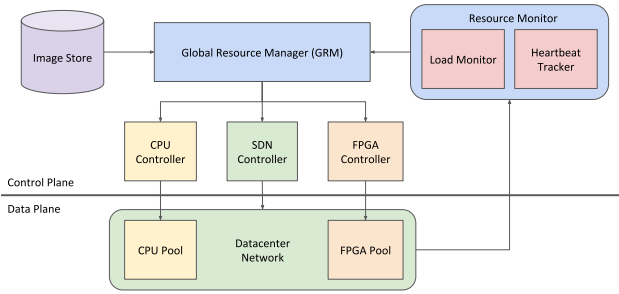 Image Store
Global Resource Manager (GRM)
Resource Monitor
Load Monitor
Heartbeat
Tracker
CPU
Controller
SDN
Controller
FPGA
Controller
Control Plane
Data Plane
CPU Pool
Datacenter
Network
FPGA Pool